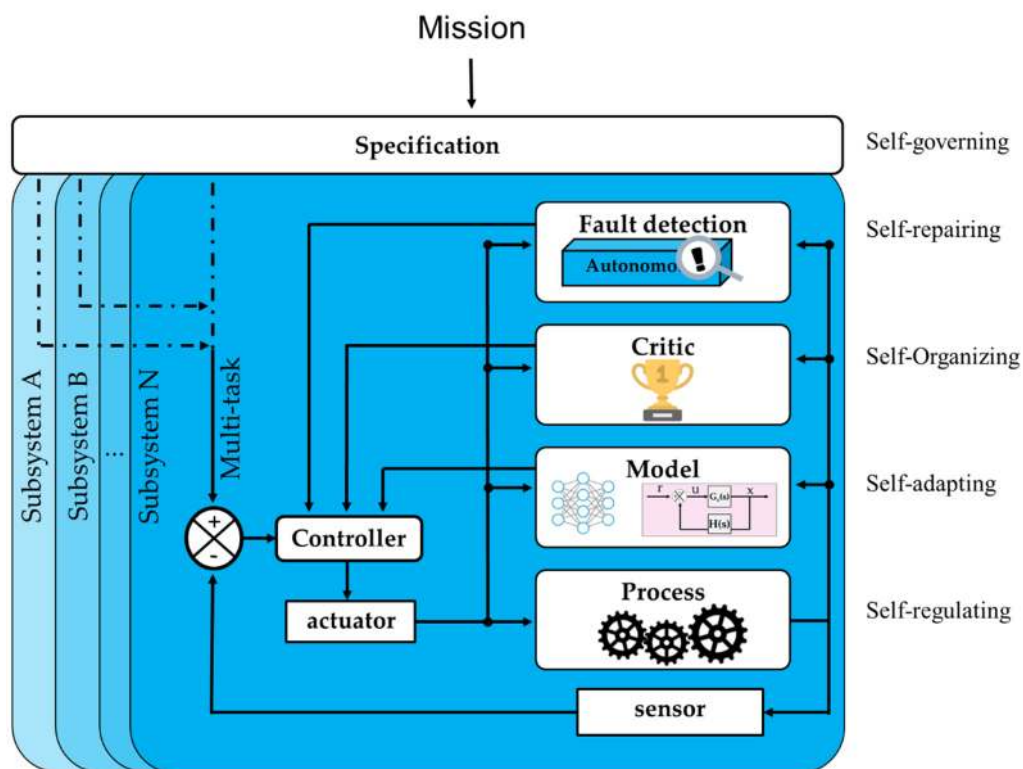 Mission
Specification
Self-governing
Fault detection
Autonomo
!
Self-repairing
Critic
1
Self-Organizing
Model
r
u
Gₚ(s)
x
H(s)
Self-adapting
Process
Self-regulating
Subsystem A
Subsystem B
...
Subsystem N
Multi-task
+
-
Controller
actuator
sensor